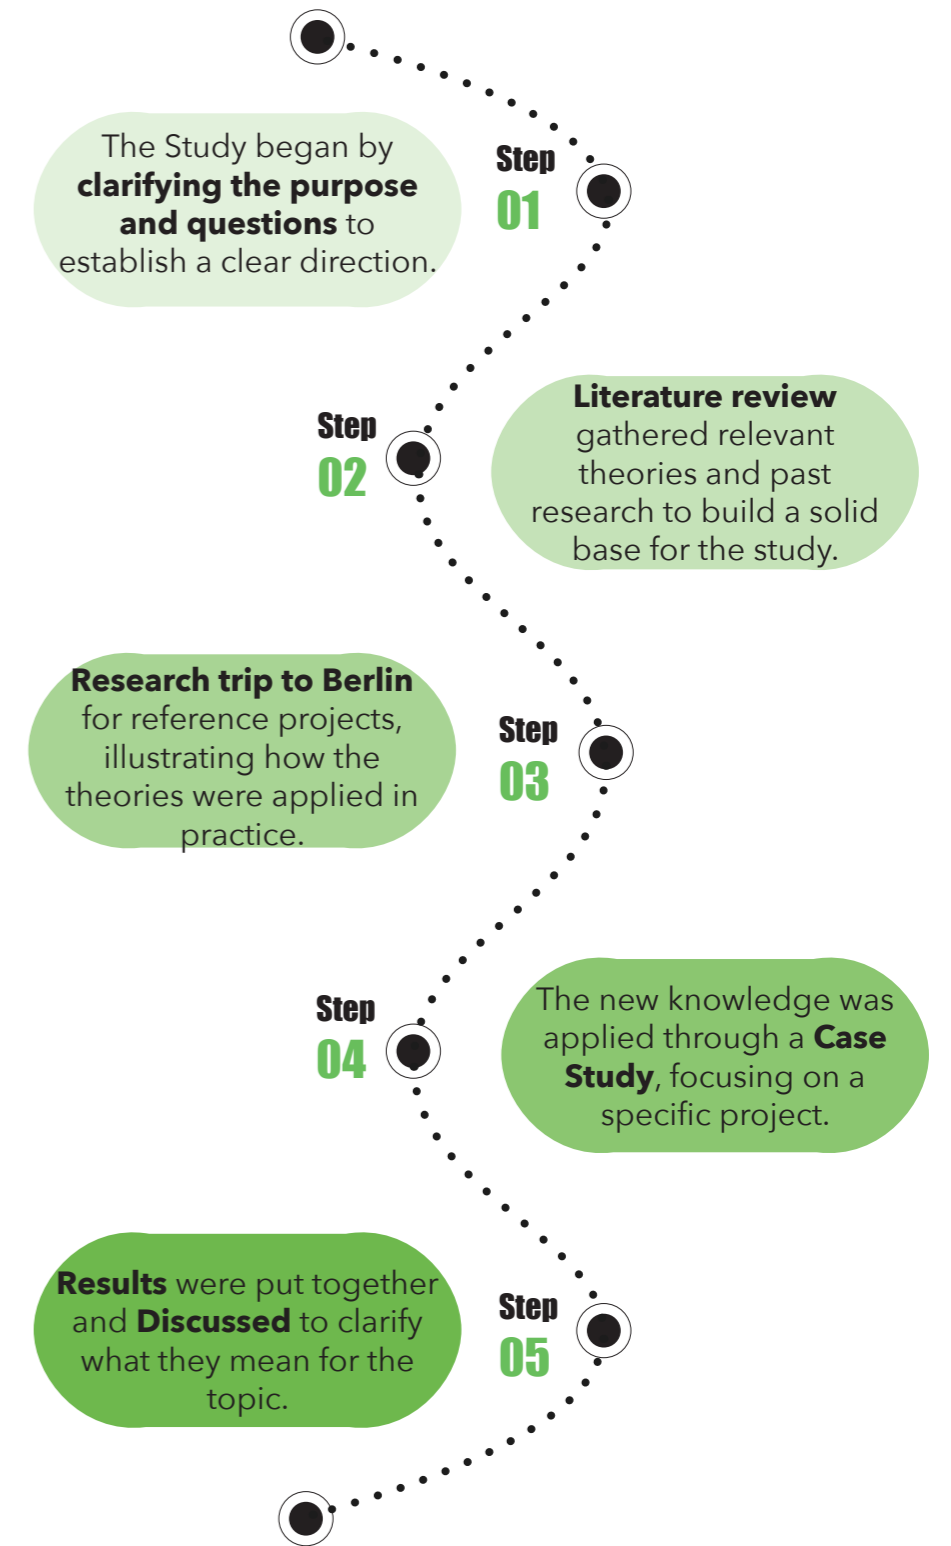 The Study began by
clarifying the purpose
and questions to
establish a clear direction.
Step
01
Step
02
Literature review
gathered relevant
theories and past
research to build a solid
base for the study.
Research trip to Berlin
for reference projects,
illustrating how the
theories were applied in
practice.
Step
03
Step
04
The new knowledge was
applied through a Case
Study, focusing on a
specific project.
Results were put together
and Discussed to clarify
what they mean for the
topic.
Step
05